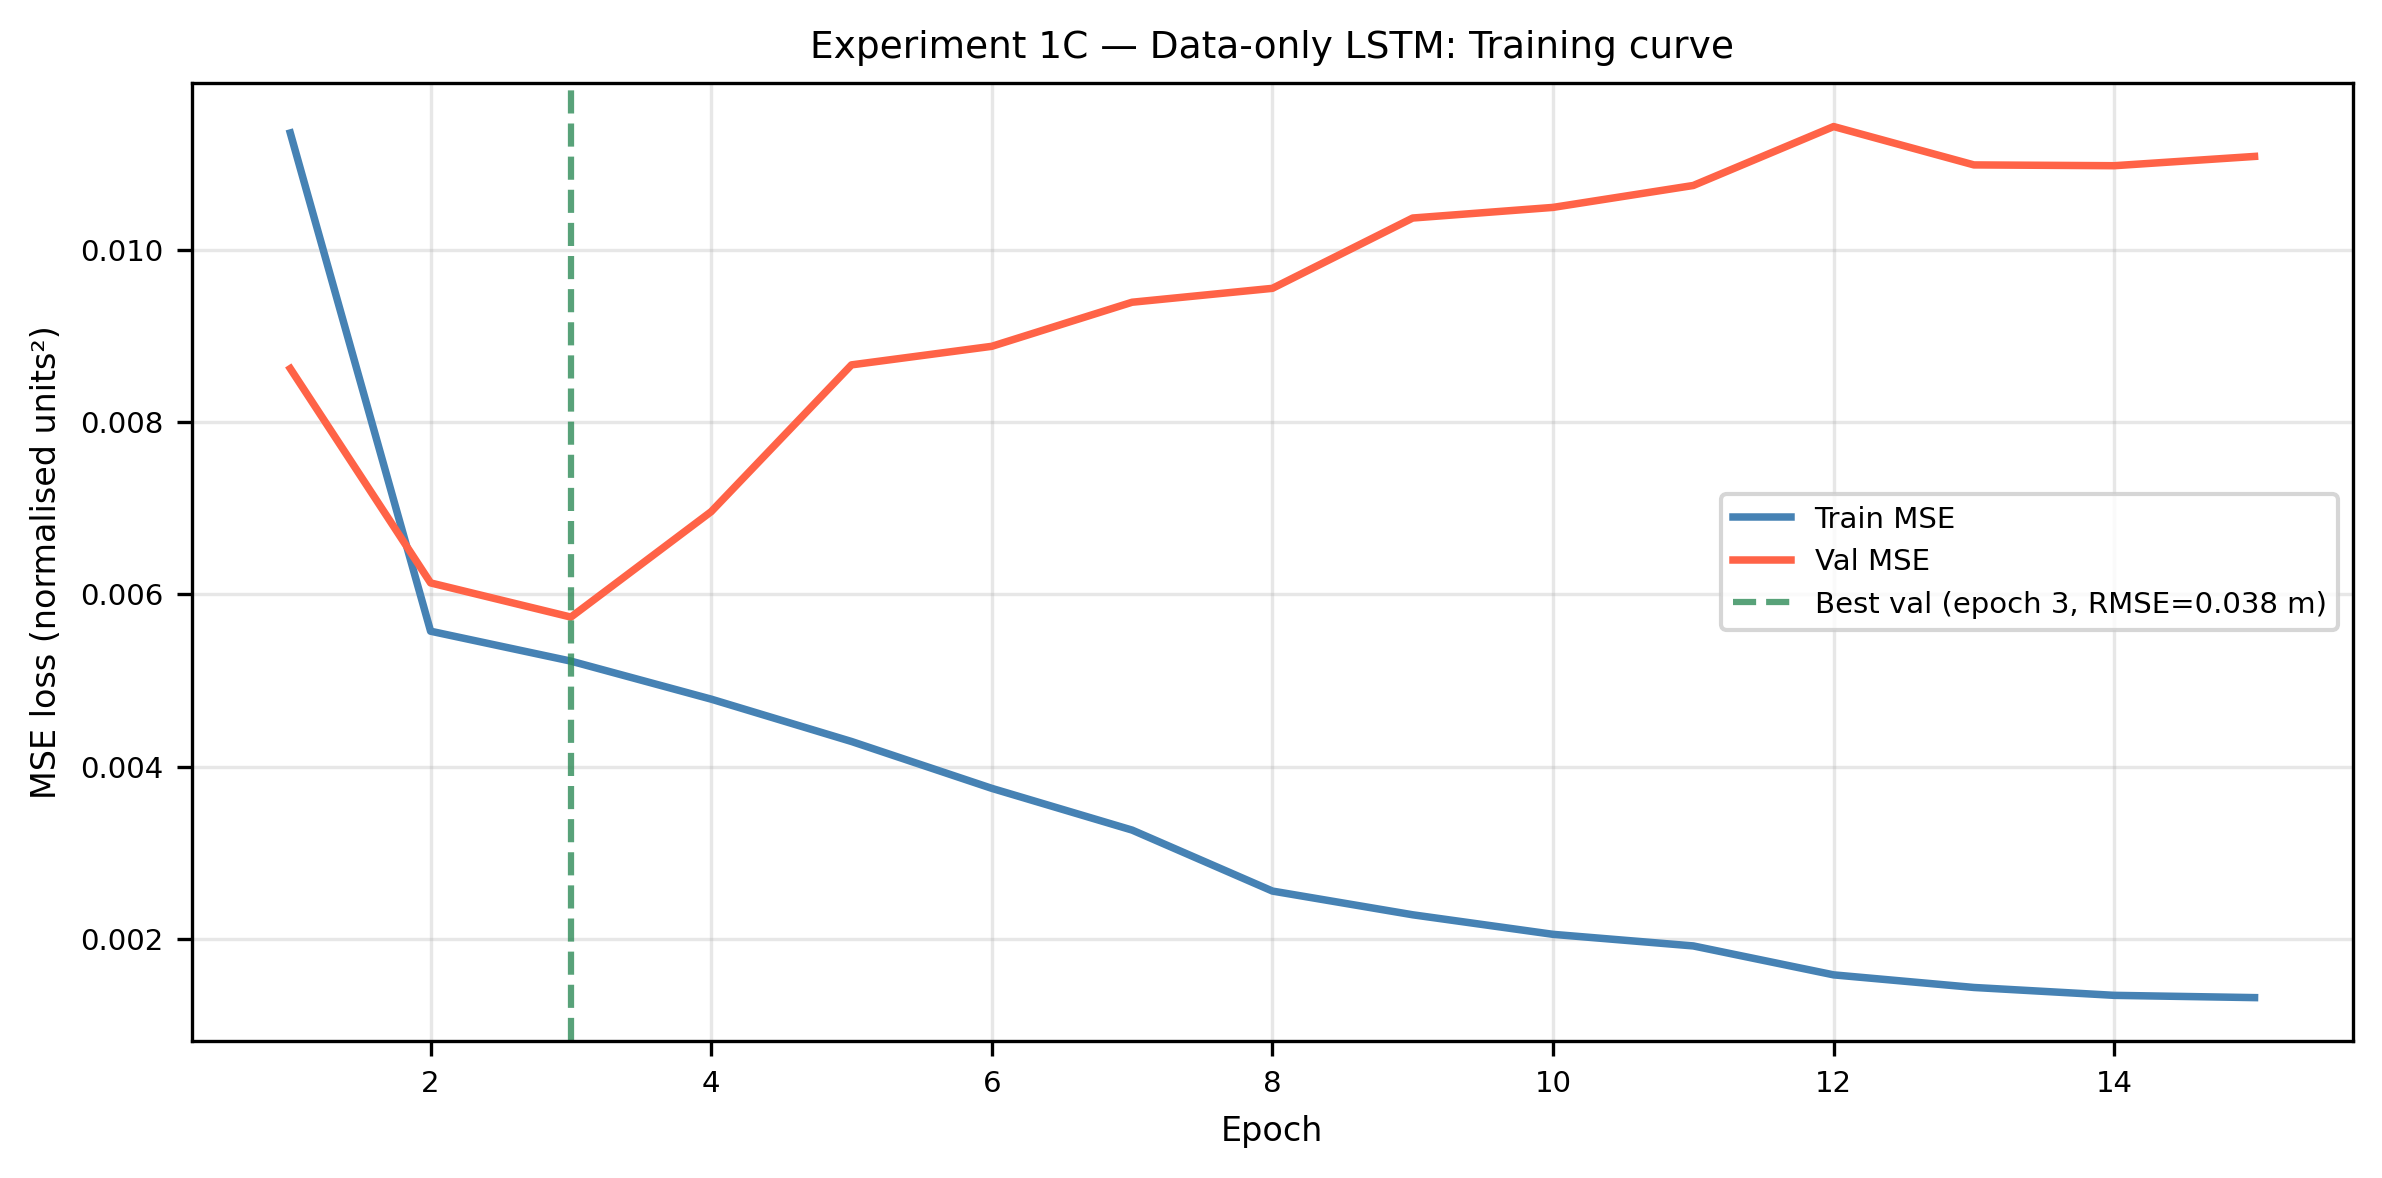 Experiment 1C — Data-only LSTM: Training curve
MSE loss (normalised units²)
0.010
0.008
0.006
0.004
0.002
Train MSE
Val MSE
Best val (epoch 3, RMSE=0.038 m)
2 4 6 8 10 12 14
Epoch